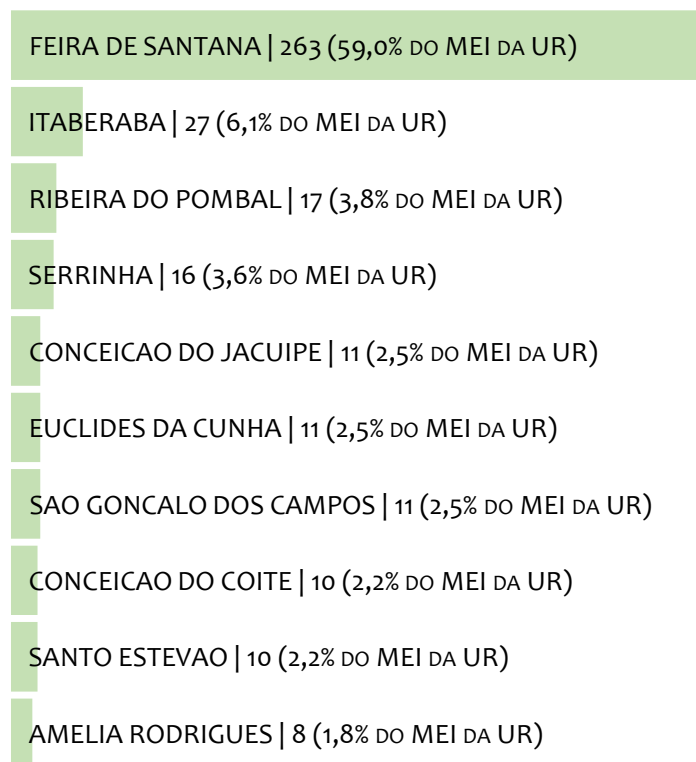 FEIRA DE SANTANA | 263 (59,0% DO MEI DA UR)
ITABERABA | 27 (6,1% DO MEI DA UR)
RIBEIRA DO POMBAL | 17 (3,8% DO MEI DA UR)
SERRINHA | 16 (3,6% DO MEI DA UR)
CONCEICAO DO JACUIPE | 11 (2,5% DO MEI DA UR)
EUCLIDES DA CUNHA | 11 (2,5% DO MEI DA UR)
SAO GONCALO DOS CAMPOS | 11 (2,5% DO MEI DA UR)
CONCEICAO DO COITE | 10 (2,2% DO MEI DA UR)
SANTO ESTEVAO | 10 (2,2% DO MEI DA UR)
AMELIA RODRIGUES | 8 (1,8% DO MEI DA UR)